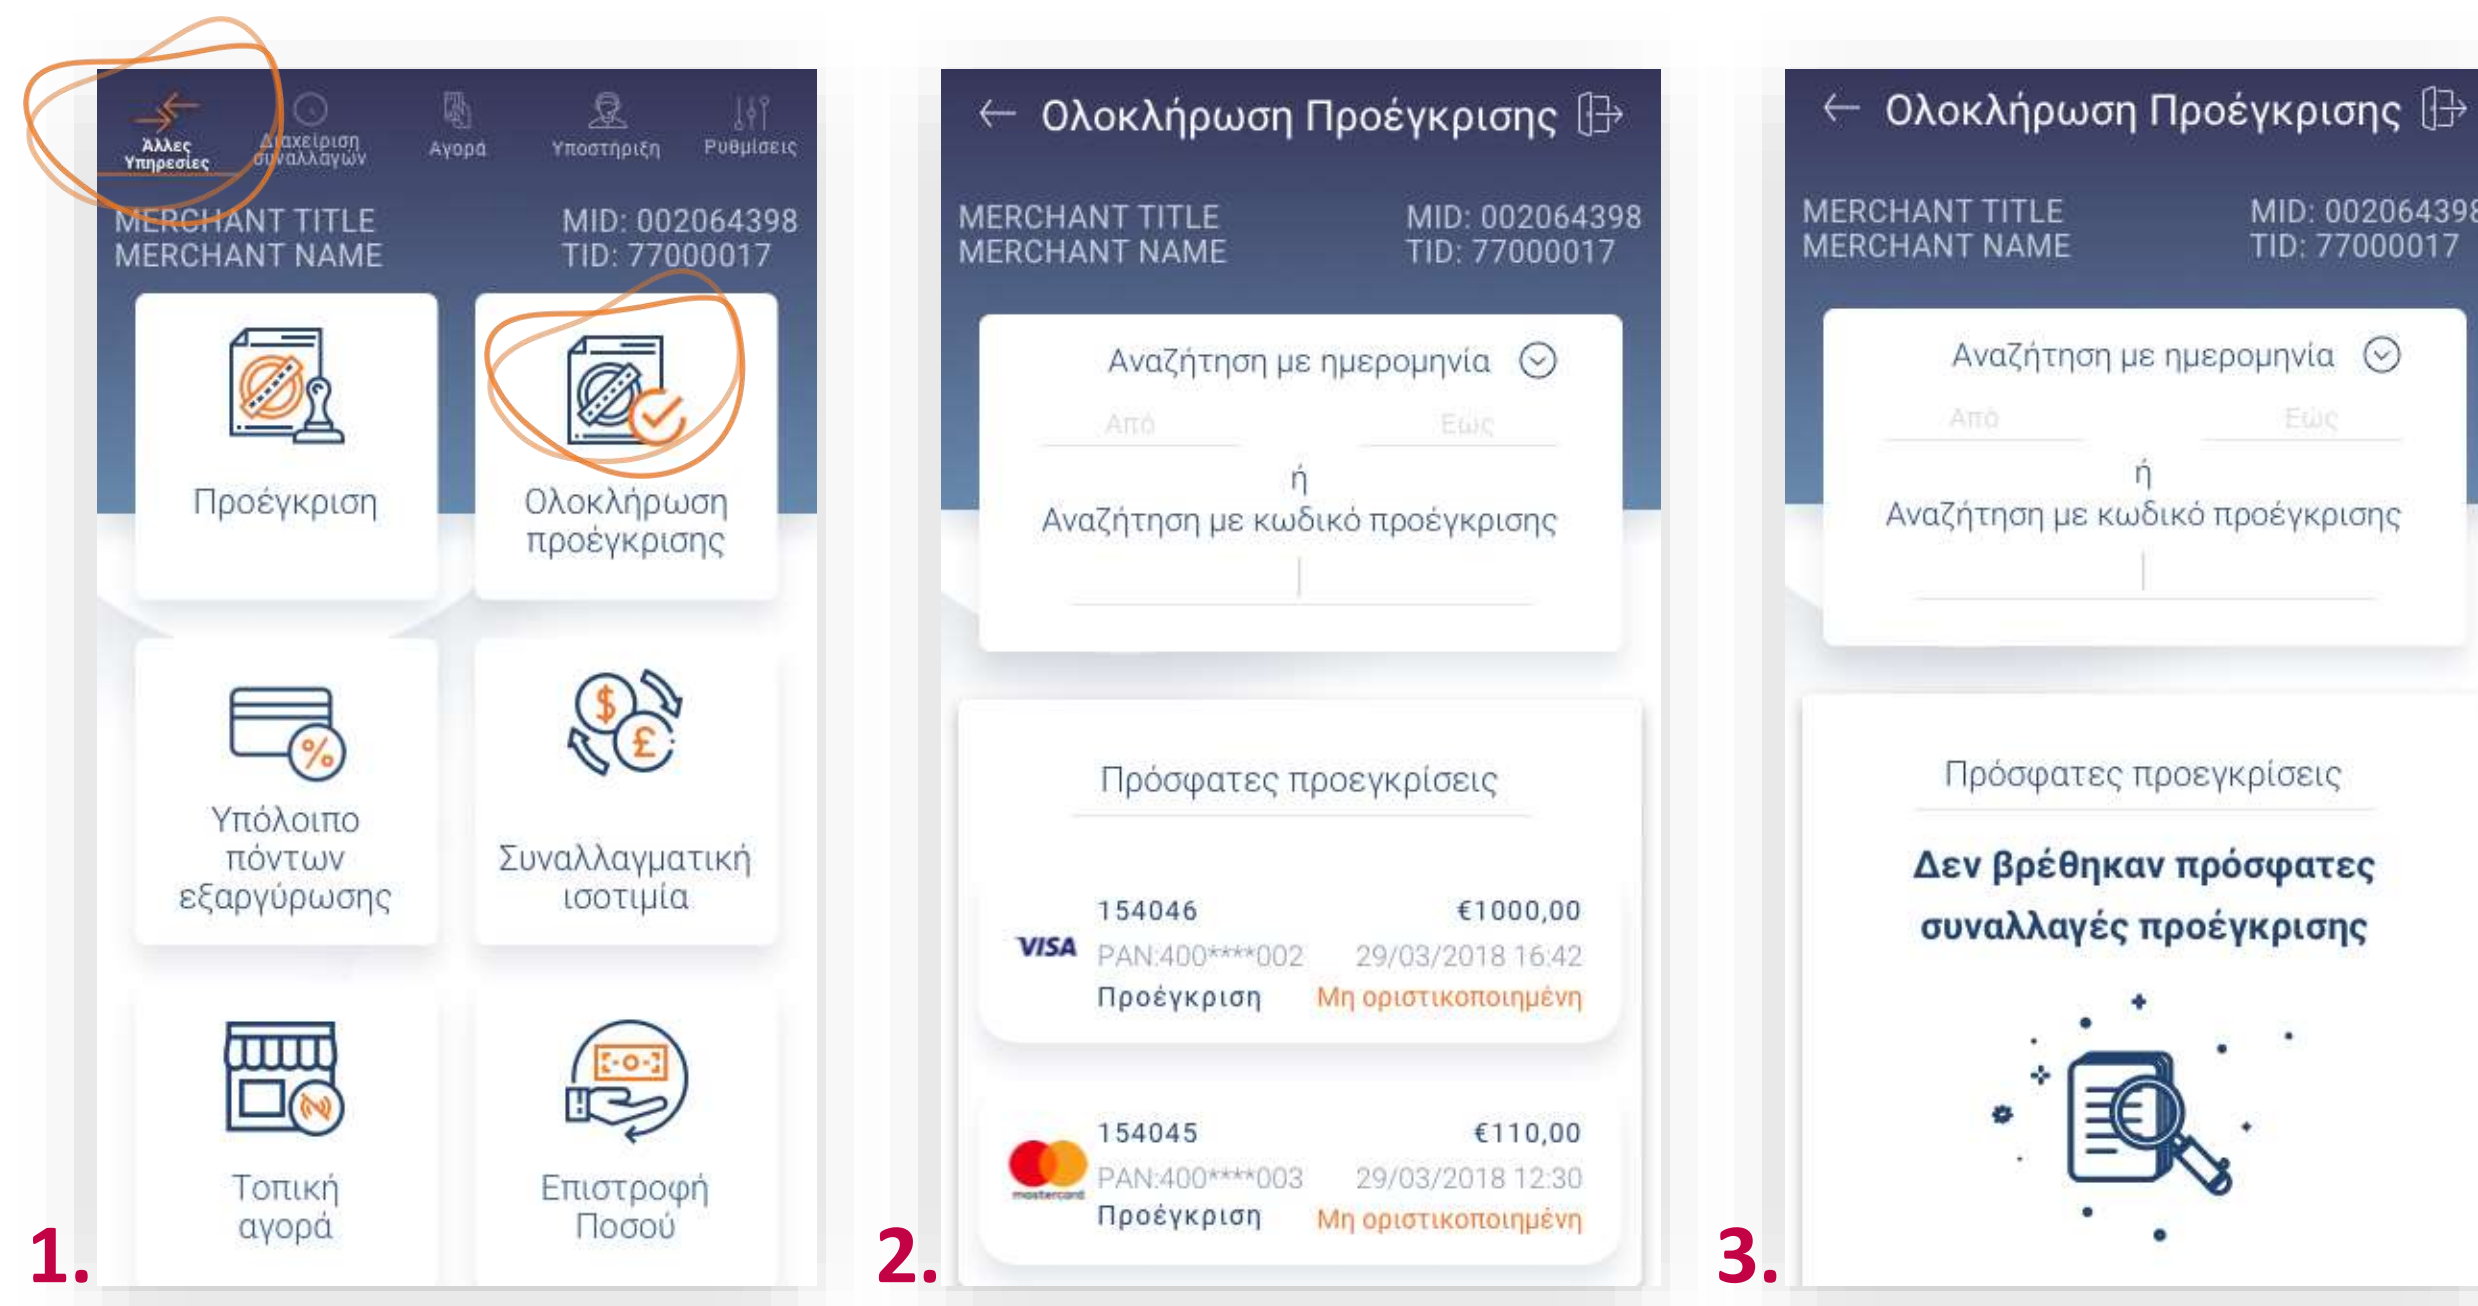 Άλλες
Υπηρεσίες
Διαχείριση
συναλλαγών
Αγορά
Υποστήριξη
Ρυθμίσεις
MERCHANT TITLE
MID: 002064398
MERCHANT NAME
TID: 77000017
Προέγκριση
Ολοκλήρωση
προέγκρισης
Υπόλοιπο
πόντων
εξαργύρωσης
Συναλλαγματική
ισοτιμία
Τοπική
αγορά
Επιστροφή
Ποσού
1.
Ολοκλήρωση Προέγκρισης
MERCHANT TITLE
MID: 002064398
MERCHANT NAME
TID: 77000017
Αναζήτηση με ημερομηνία
Από
Εώς
ή
Αναζήτηση με κωδικό προέγκρισης
Πρόσφατες προεγκρίσεις
154046
€1000,00
VISA
PAN:400****002
29/03/2018 16:42
Προέγκριση
Μη οριστικοποιημένη
154045
€110,00
mastercard
PAN:400****003
29/03/2018 12:30
Προέγκριση
Μη οριστικοποιημένη
2.
Ολοκλήρωση Προέγκρισης
MERCHANT TITLE
MID: 002064398
MERCHANT NAME
TID: 77000017
Αναζήτηση με ημερομηνία
Από
Εώς
ή
Αναζήτηση με κωδικό προέγκρισης
Πρόσφατες προεγκρίσεις
Δεν βρέθηκαν πρόσφατες
συναλλαγές προέγκρισης
3.